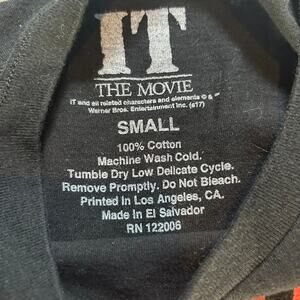 IT
THE MOVIE
IT and all related characters and elements © & ™
Warner Bros. Entertainment Inc. (s17)
SMALL
100% Cotton
Machine Wash Cold.
Tumble Dry Low Delicate Cycle.
Remove Promptly. Do Not Bleach.
Printed in Los Angeles, CA.
Made in El Salvador
RN 122006